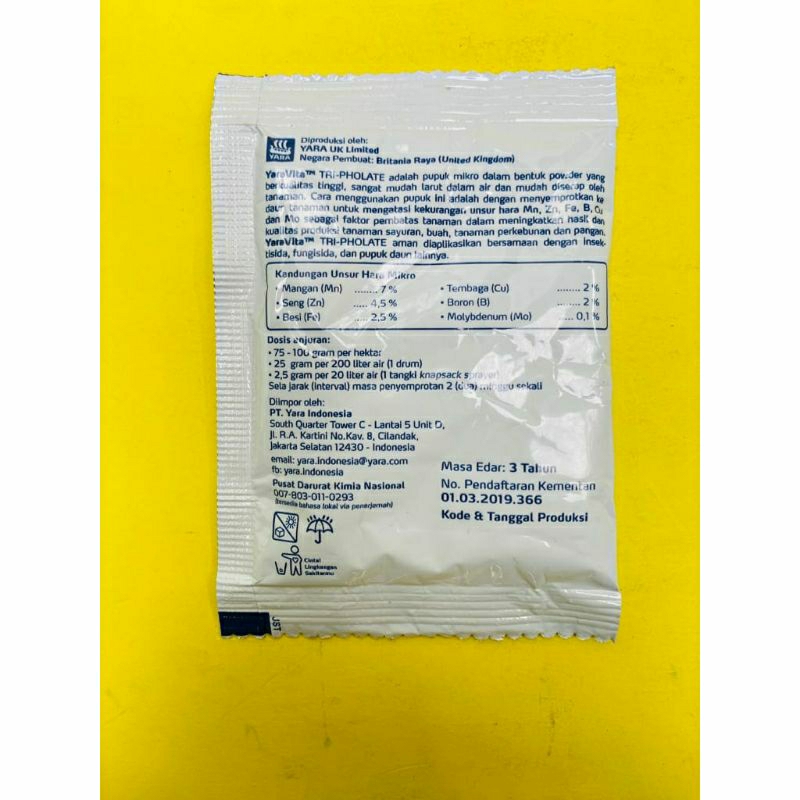 YARA
Diproduksi oleh:
YARA UK Limited
Negara Pembuat: Britania Raya (United Kingdom)
YaraVita™ TRI-PHOLATE adalah pupuk mikro dalam bentuk powder yang
berkualitas tinggi, sangat mudah larut dalam air dan mudah diserap oleh
tanaman. Cara menggunakan pupuk ini adalah dengan menyemprotkan ke
daun tanaman untuk mengatasi kekurangan unsur hara Mn, Zn, Fe, B, Cu
dan Mo sebagai faktor pembatas tanaman dalam meningkatkan hasil dan
kualitas produksi tanaman sayuran, buah, tanaman perkebunan dan pangan.
YaraVita™ TRI-PHOLATE aman diaplikasikan bersamaan dengan insek-
tisida, fungisida, dan pupuk daun lainnya.
Kandungan Unsur Hara Mikro
• Mangan (Mn) ....... 7 %
• Seng (Zn) ..... 4,5 %
• Besi (Fe) ..... 2,5 %
• Tembaga (Cu) ........ 2 %
• Boron (B) ...... 2 %
• Molybdenum (Mo) .... 0,1 %
Dosis anjuran:
• 75 - 100 gram per hektar
• 25 gram per 200 liter air (1 drum)
• 2,5 gram per 20 liter air (1 tangki knapsack sprayer)
Sela jarak (interval) masa penyemprotan 2 (dua) minggu sekali
Diimpor oleh:
PT. Yara Indonesia
South Quarter Tower C - Lantai 5 Unit D,
Jl. R.A. Kartini No.Kav. 8, Cilandak,
Jakarta Selatan 12430 - Indonesia
email: yara.indonesia@yara.com
fb: yara.indonesia
Pusat Darurat Kimia Nasional
007-803-011-0293
(tersedia bahasa lokal via penerjemah)
Masa Edar: 3 Tahun
No. Pendaftaran Kementan
01.03.2019.366
Kode & Tanggal Produksi
Cintai
Lingkungan
Sekitarmu
JST